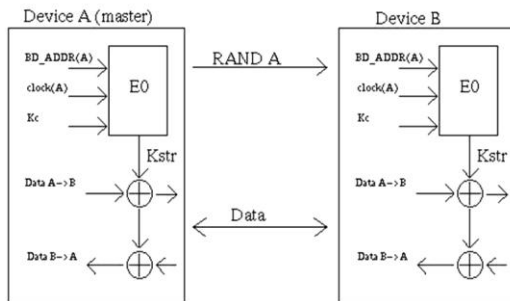 Device A (master)
BD_ADDR(A)
clock(A)
Kc
E0
Kstr
Data A->B
Data B->A
RAND A
Data
Device B
BD_ADDR(A)
clock(A)
Kc
E0
Kstr
Data A->B
Data B->A